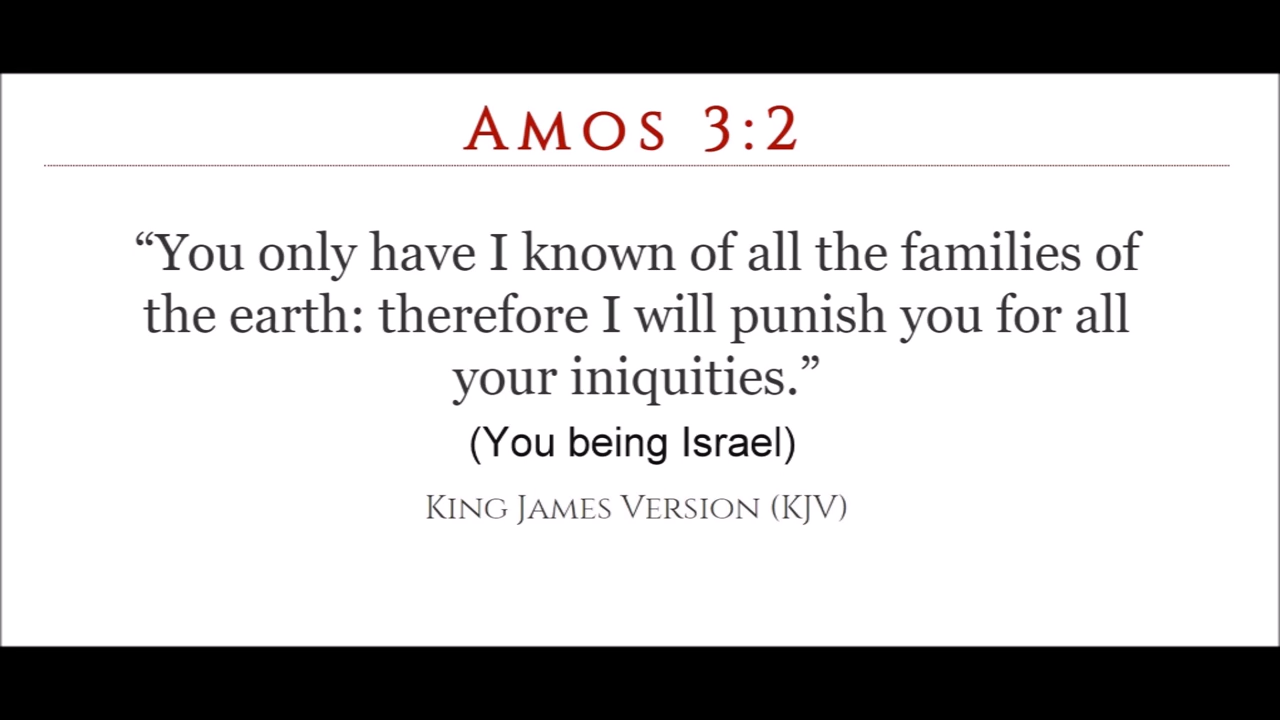 Amos 3:2
“You only have I known of all the families of
the earth: therefore I will punish you for all
your iniquities.”
(You being Israel)
King James Version (KJV)